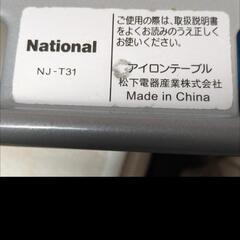 National
NJ-T31
ご使用の際は、取扱説明書
をよくお読みのうえ正しく
お使いください。
アイロンテーブル
松下電器産業株式会社
Made in China